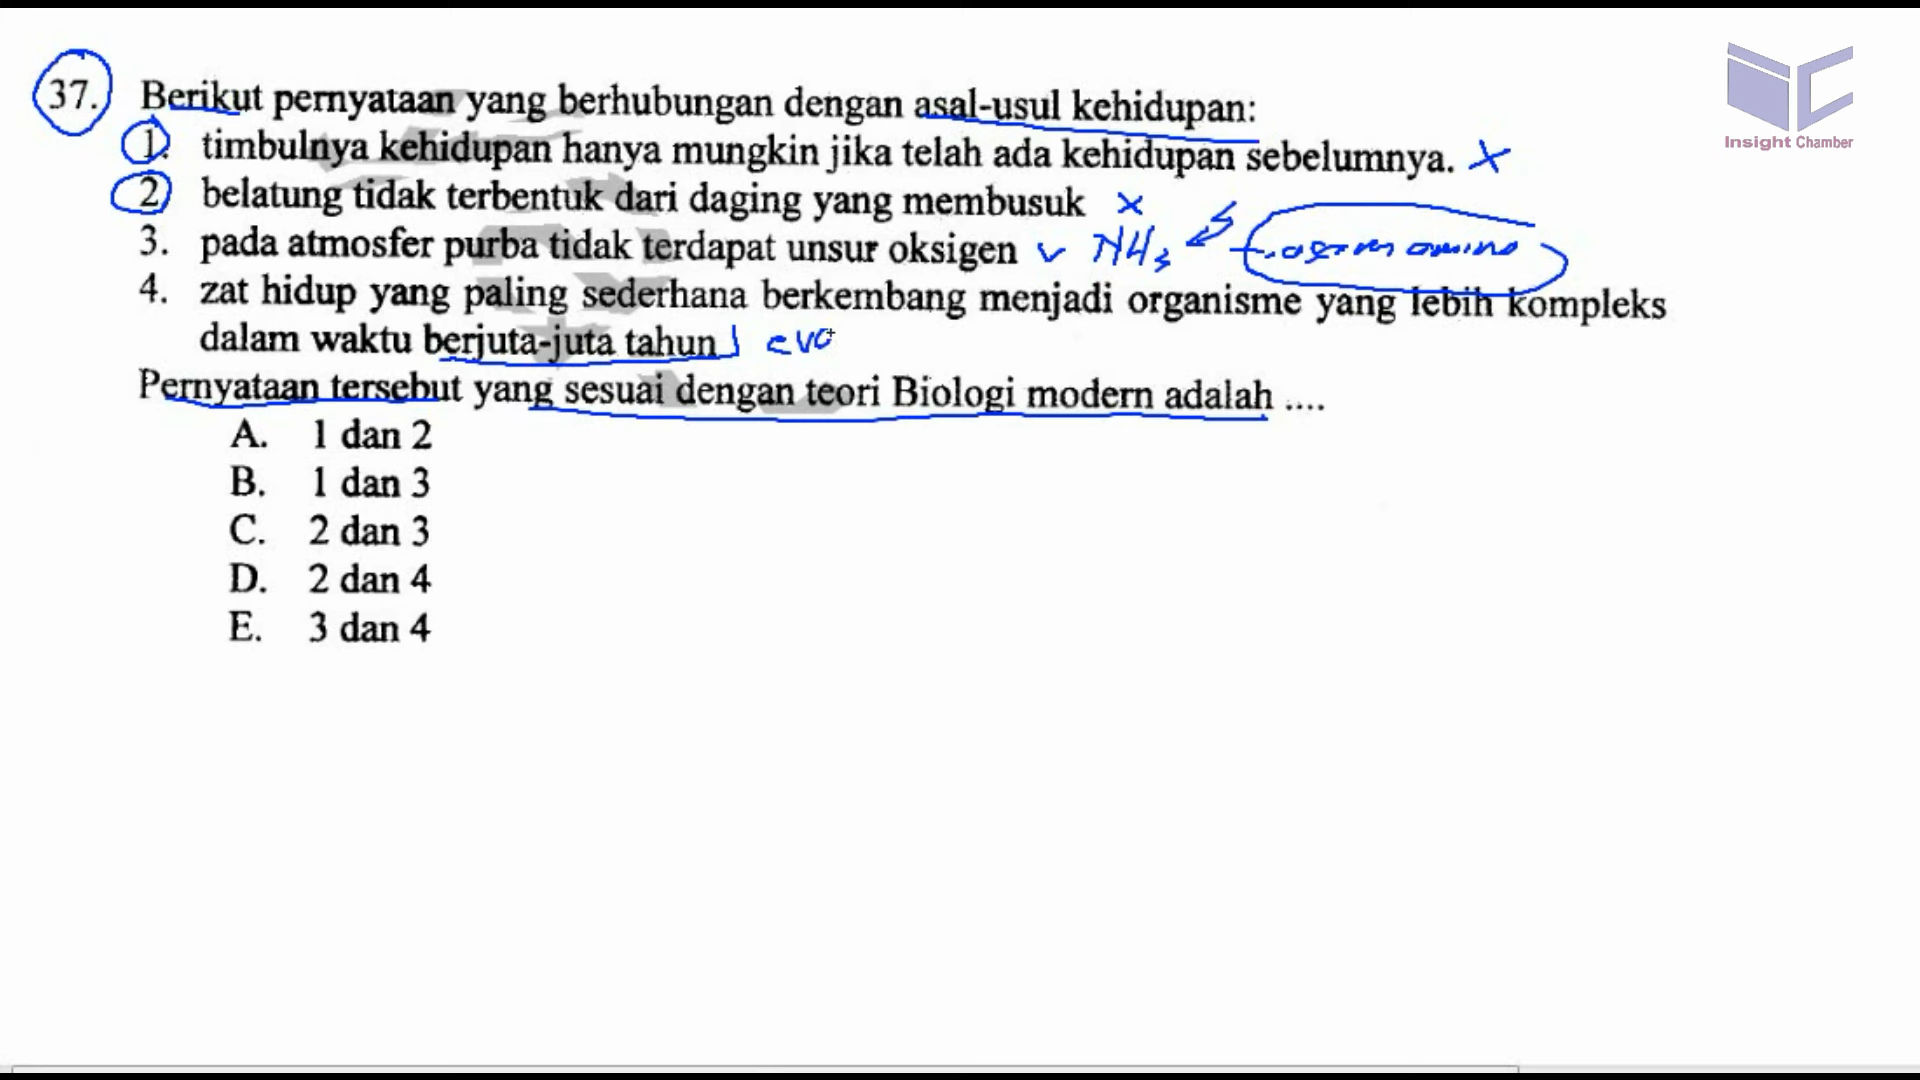 Insight Chamber
37. Berikut pernyataan yang berhubungan dengan asal-usul kehidupan:
1. timbulnya kehidupan hanya mungkin jika telah ada kehidupan sebelumnya. X
2 belatung tidak terbentuk dari daging yang membusuk x
3. pada atmosfer purba tidak terdapat unsur oksigen v NH3 asam amino
4. zat hidup yang paling sederhana berkembang menjadi organisme yang lebih kompleks
dalam waktu berjuta-juta tahun evo
Pernyataan tersebut yang sesuai dengan teori Biologi modern adalah ....
A. 1 dan 2
B. 1 dan 3
C. 2 dan 3
D. 2 dan 4
E. 3 dan 4